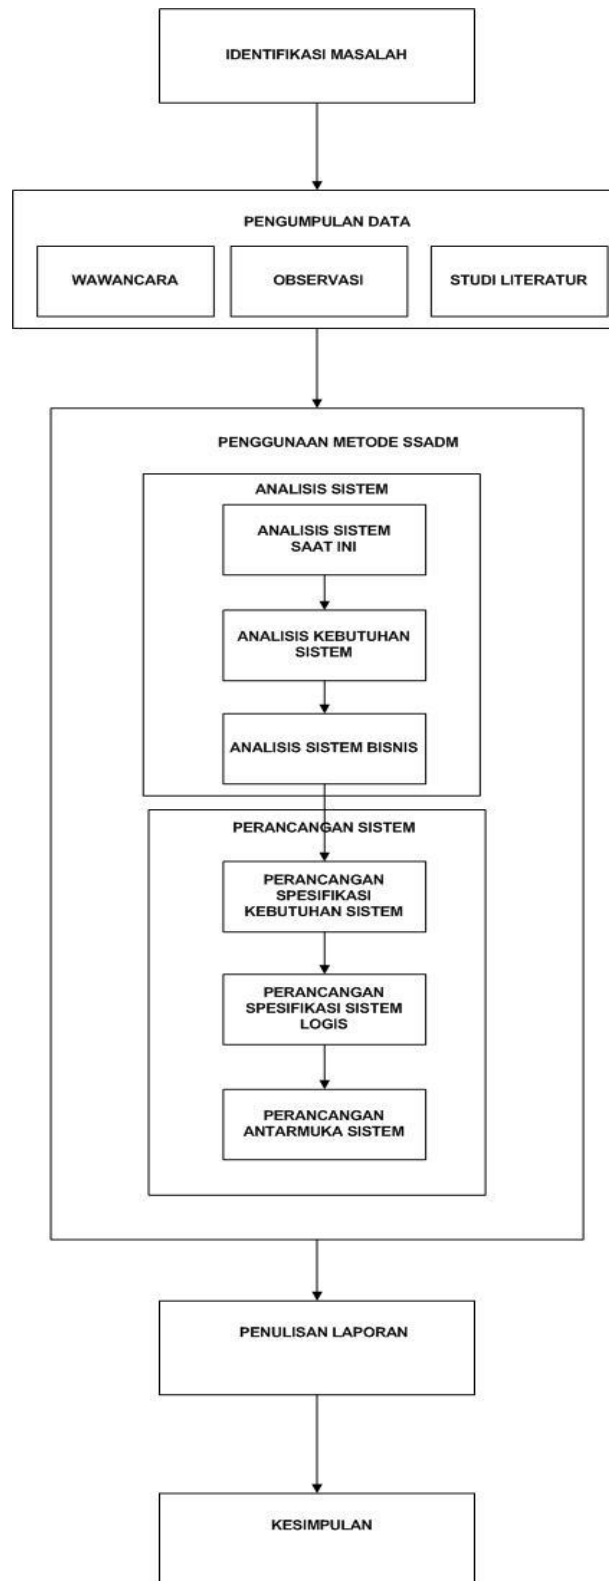 IDENTIFIKASI MASALAH
PENGUMPULAN DATA
WAWANCARA
OBSERVASI
STUDI LITERATUR
PENGGUNAAN METODE SSADM
ANALISIS SISTEM
ANALISIS SISTEM
SAAT INI
ANALISIS KEBUTUHAN
SISTEM
ANALISIS SISTEM BISNIS
PERANCANGAN SISTEM
PERANCANGAN
SPESIFIKASI
KEBUTUHAN SISTEM
PERANCANGAN
SPESIFIKASI SISTEM
LOGIS
PERANCANGAN
ANTARMUKA SISTEM
PENULISAN LAPORAN
KESIMPULAN